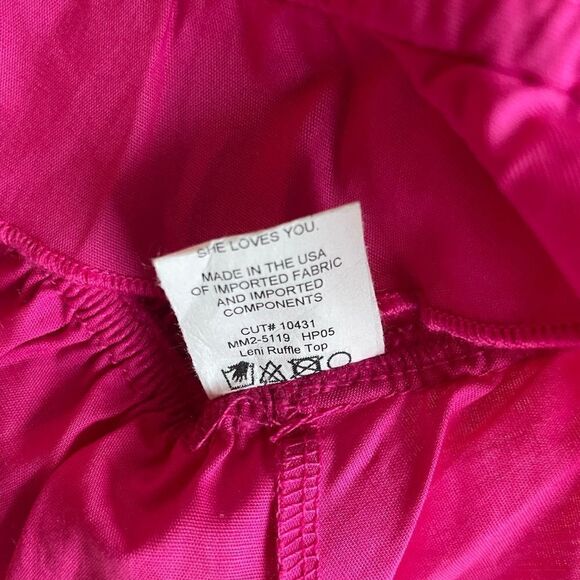 SHE LOVES YOU.
MADE IN THE USA
OF IMPORTED FABRIC
AND IMPORTED
COMPONENTS
CUT# 10431
MM2-5119 HP05
Leni Ruffle Top